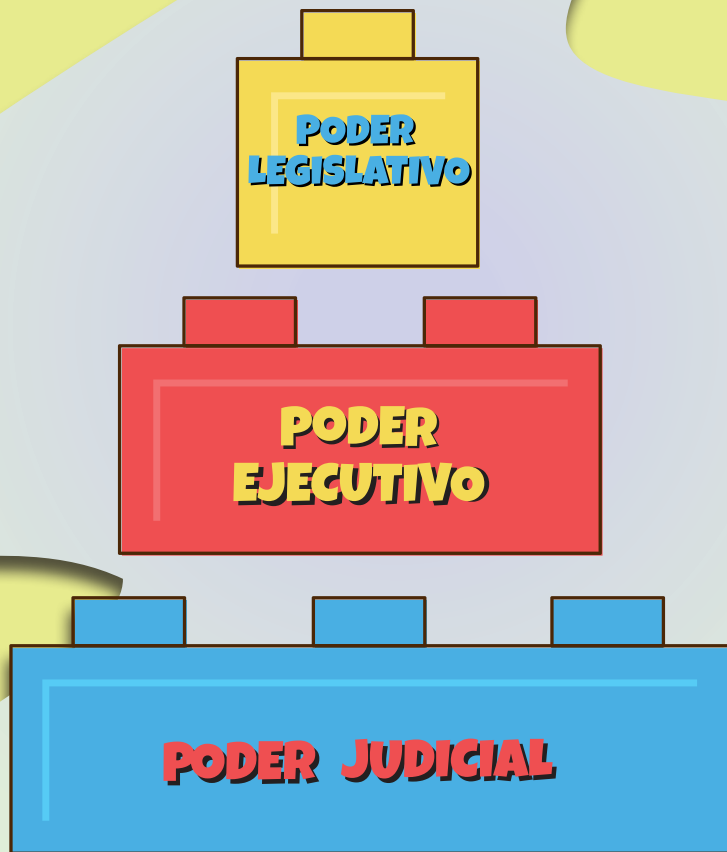 PODER
LEGISLATIVO
PODER
EJECUTIVO
PODER JUDICIAL